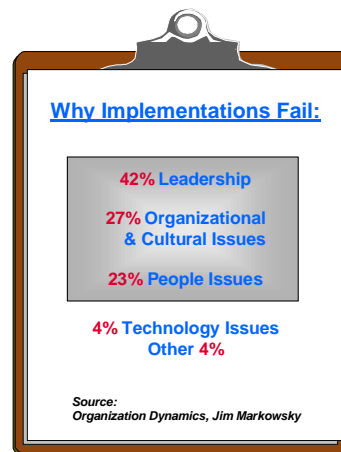 Why Implementations Fail:
42% Leadership
27% Organizational
& Cultural Issues
23% People Issues
4% Technology Issues
Other 4%
Source:
Organization Dynamics, Jim Markowsky